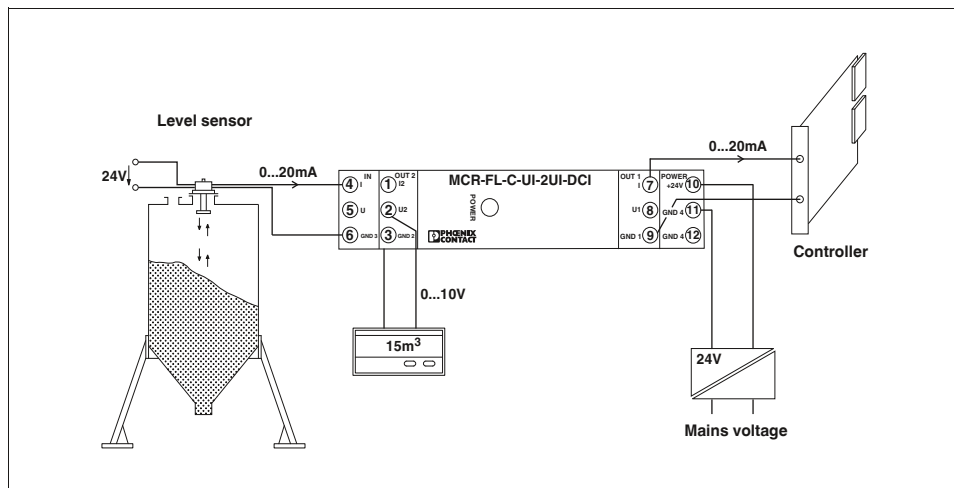 Level sensor
24V
0...20mA
IN
4 I
5 U
6 GND 3
OUT 2
1 I2
2 U2
3 GND 2
MCR-FL-C-UI-2UI-DCI
POWER
PHŒNIX
CONTACT
OUT 1
I 7
U1 8
GND 1 9
POWER
+24V 10
GND 4 11
GND 4 12
0...20mA
Controller
0...10V
15m³
24V
Mains voltage